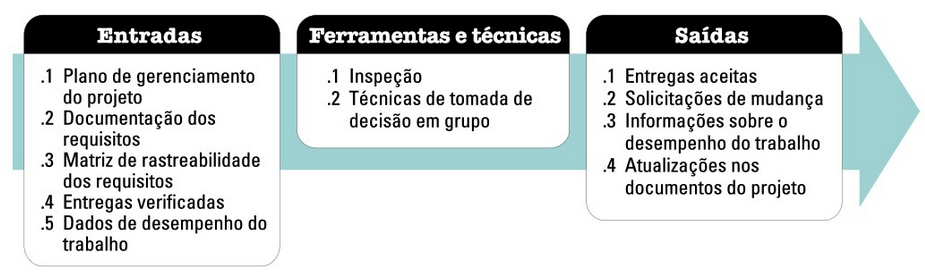 Entradas
.1 Plano de gerenciamento
do projeto
.2 Documentação dos
requisitos
.3 Matriz de rastreabilidade
dos requisitos
.4 Entregas verificadas
.5 Dados de desempenho do
trabalho
Ferramentas e técnicas
.1 Inspeção
.2 Técnicas de tomada de
decisão em grupo
Saídas
.1 Entregas aceitas
.2 Solicitações de mudança
.3 Informações sobre o
desempenho do trabalho
.4 Atualizações nos
documentos do projeto